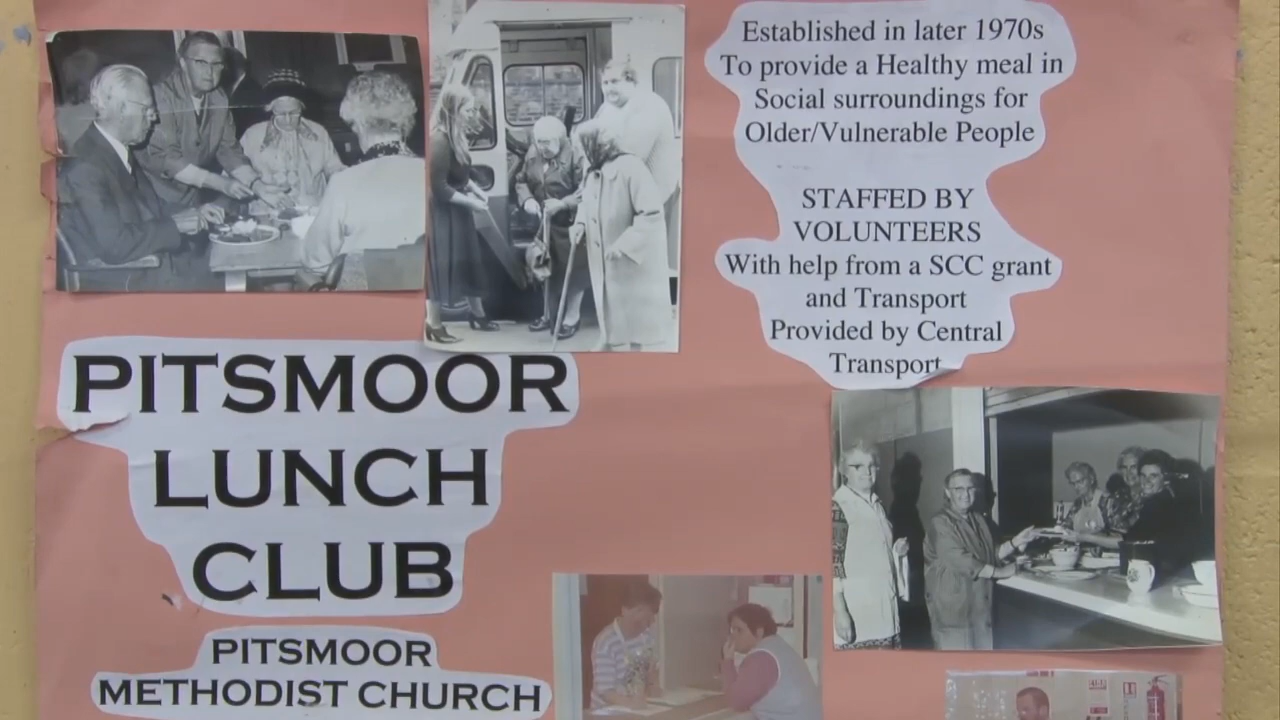 Established in later 1970s
To provide a Healthy meal in
Social surroundings for
Older/Vulnerable People
STAFFED BY
VOLUNTEERS
With help from a SCC grant
and Transport
Provided by Central
Transport
PITSMOOR
LUNCH
CLUB
PITSMOOR
METHODIST CHURCH